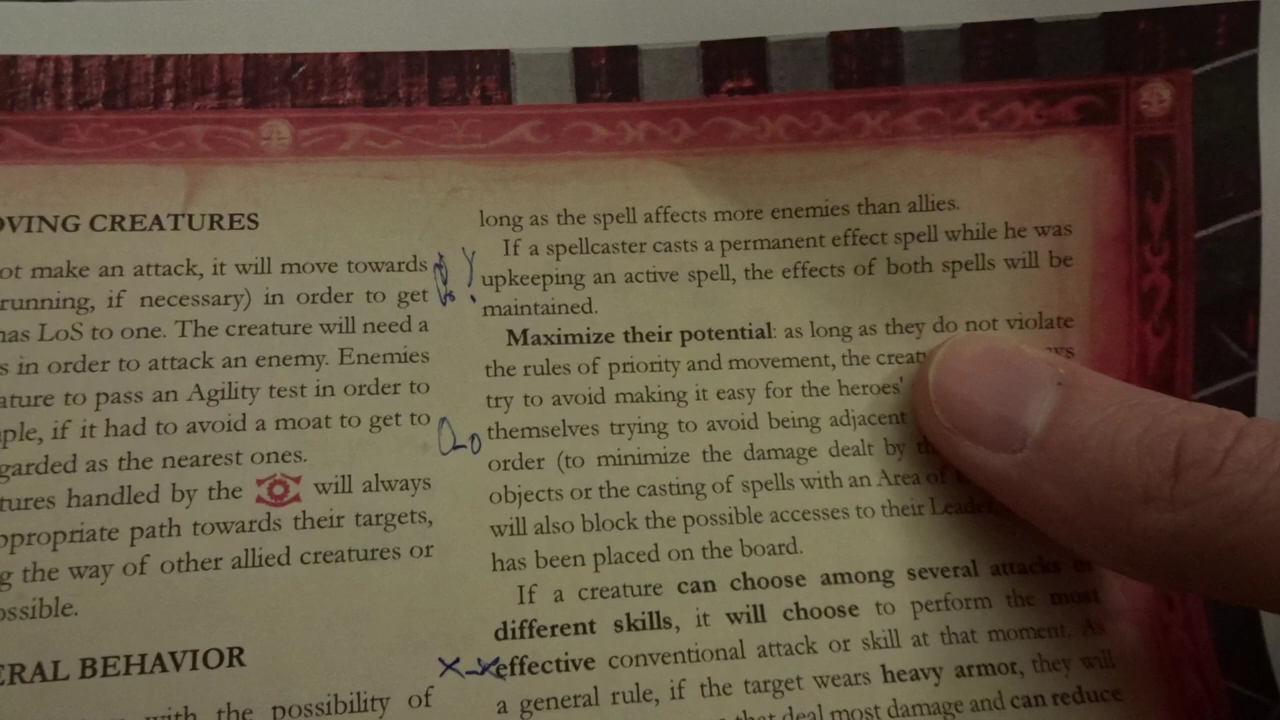 OVING CREATURES
ot make an attack, it will move towards
running, if necessary) in order to get
has LoS to one. The creature will need a
s in order to attack an enemy. Enemies
ature to pass an Agility test in order to
ple, if it had to avoid a moat to get to
garded as the nearest ones.
tures handled by the will always
ppropriate path towards their targets,
g the way of other allied creatures or
ossible.
ERAL BEHAVIOR
with the possibility of
long as the spell affects more enemies than allies.
If a spellcaster casts a permanent effect spell while he was
upkeeping an active spell, the effects of both spells will be
maintained.
Maximize their potential: as long as they do not violate
the rules of priority and movement, the creat
try to avoid making it easy for the heroes'
themselves trying to avoid being adjacent
order (to minimize the damage dealt by
objects or the casting of spells with an Area of
will also block the possible accesses to their Leade
has been placed on the board.
If a creature can choose among several attacks or
different skills, it will choose to perform the most
effective conventional attack or skill at that moment. As
a general rule, if the target wears heavy armor, they will
that deal most damage and can reduce